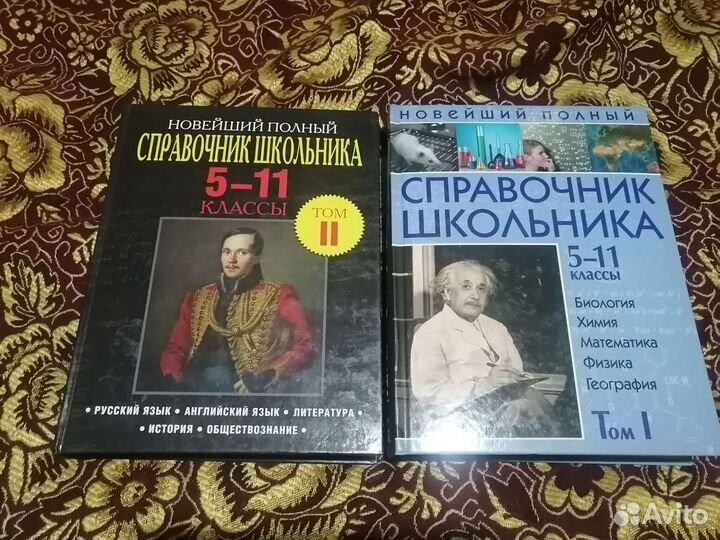 НОВЕЙШИЙ ПОЛНЫЙ
СПРАВОЧНИК ШКОЛЬНИКА
5-11
КЛАССЫ
ТОМ
II
• РУССКИЙ ЯЗЫК • АНГЛИЙСКИЙ ЯЗЫК • ЛИТЕРАТУРА •
• ИСТОРИЯ • ОБЩЕСТВОЗНАНИЕ •
НОВЕЙШИЙ ПОЛНЫЙ
СПРАВОЧНИК
ШКОЛЬНИКА
5-11
классы
Биология
Химия
Математика
Физика
География
Том I
Avito